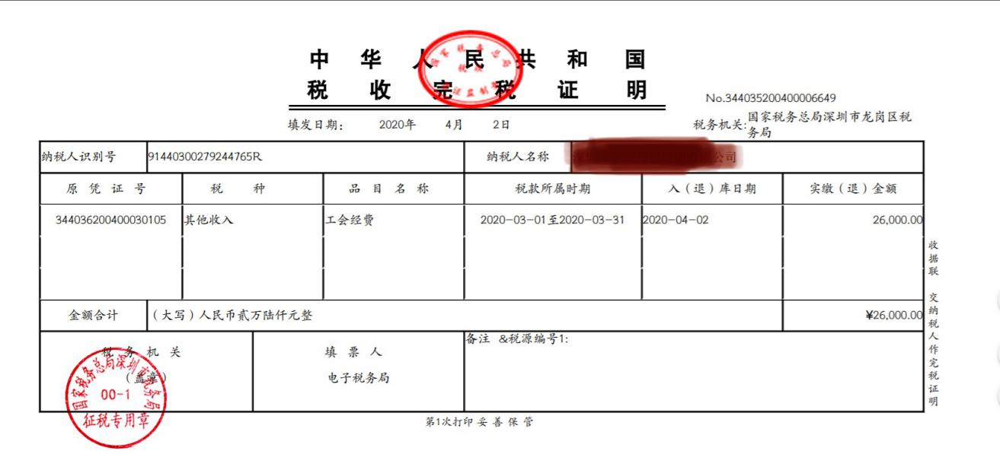 中华人民共和国
税收完税证明
No.344035200400006649
填发日期： 2020年 4月 2日
税务机关:国家税务总局深圳市龙岗区税
务局
纳税人识别号 91440300279244765R 纳税人名称 公司
原凭证号 税种 品目名称 税款所属时期 入（退）库日期 实缴（退）金额
344036200400030105 其他收入 工会经费 2020-03-01至2020-03-31 2020-04-02 26,000.00
金额合计 （大写）人民币贰万陆仟元整 ¥26,000.00
税务机关
（盖章）
填票人
电子税务局
备注 &税源编号1:
国家税务总局深圳市税务局
00-1
征税专用章
第1次打印妥善保管
收据联 交纳税人作完税证明
国家税务总局